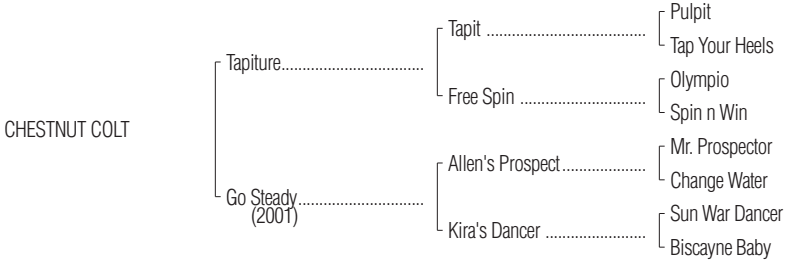 Pulpit
Tapit ....................................
Tap Your Heels
Tapiture................................
Olympio
Free Spin ............................
Spin n Win
CHESTNUT COLT
Mr. Prospector
Allen's Prospect...................
Change Water
Go Steady............................
(2001)
Sun War Dancer
Kira's Dancer .......................
Biscayne Baby